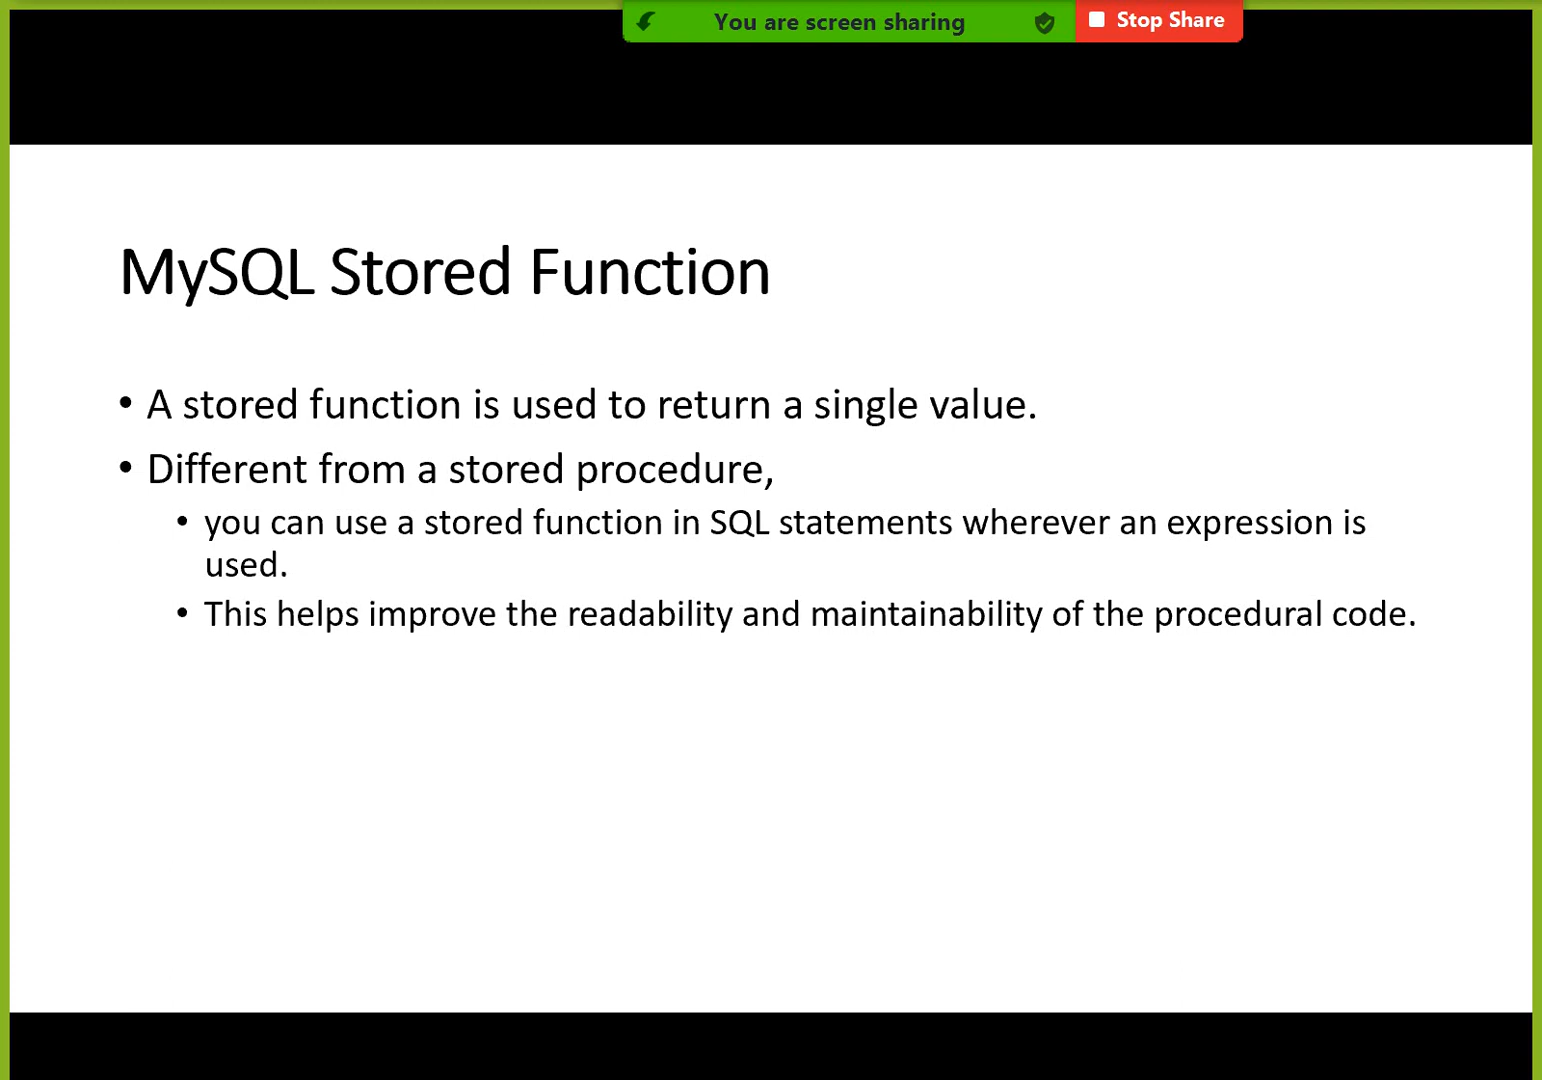 You are screen sharing
Stop Share
MySQL Stored Function
• A stored function is used to return a single value.
• Different from a stored procedure,
• you can use a stored function in SQL statements wherever an expression is
used.
• This helps improve the readability and maintainability of the procedural code.